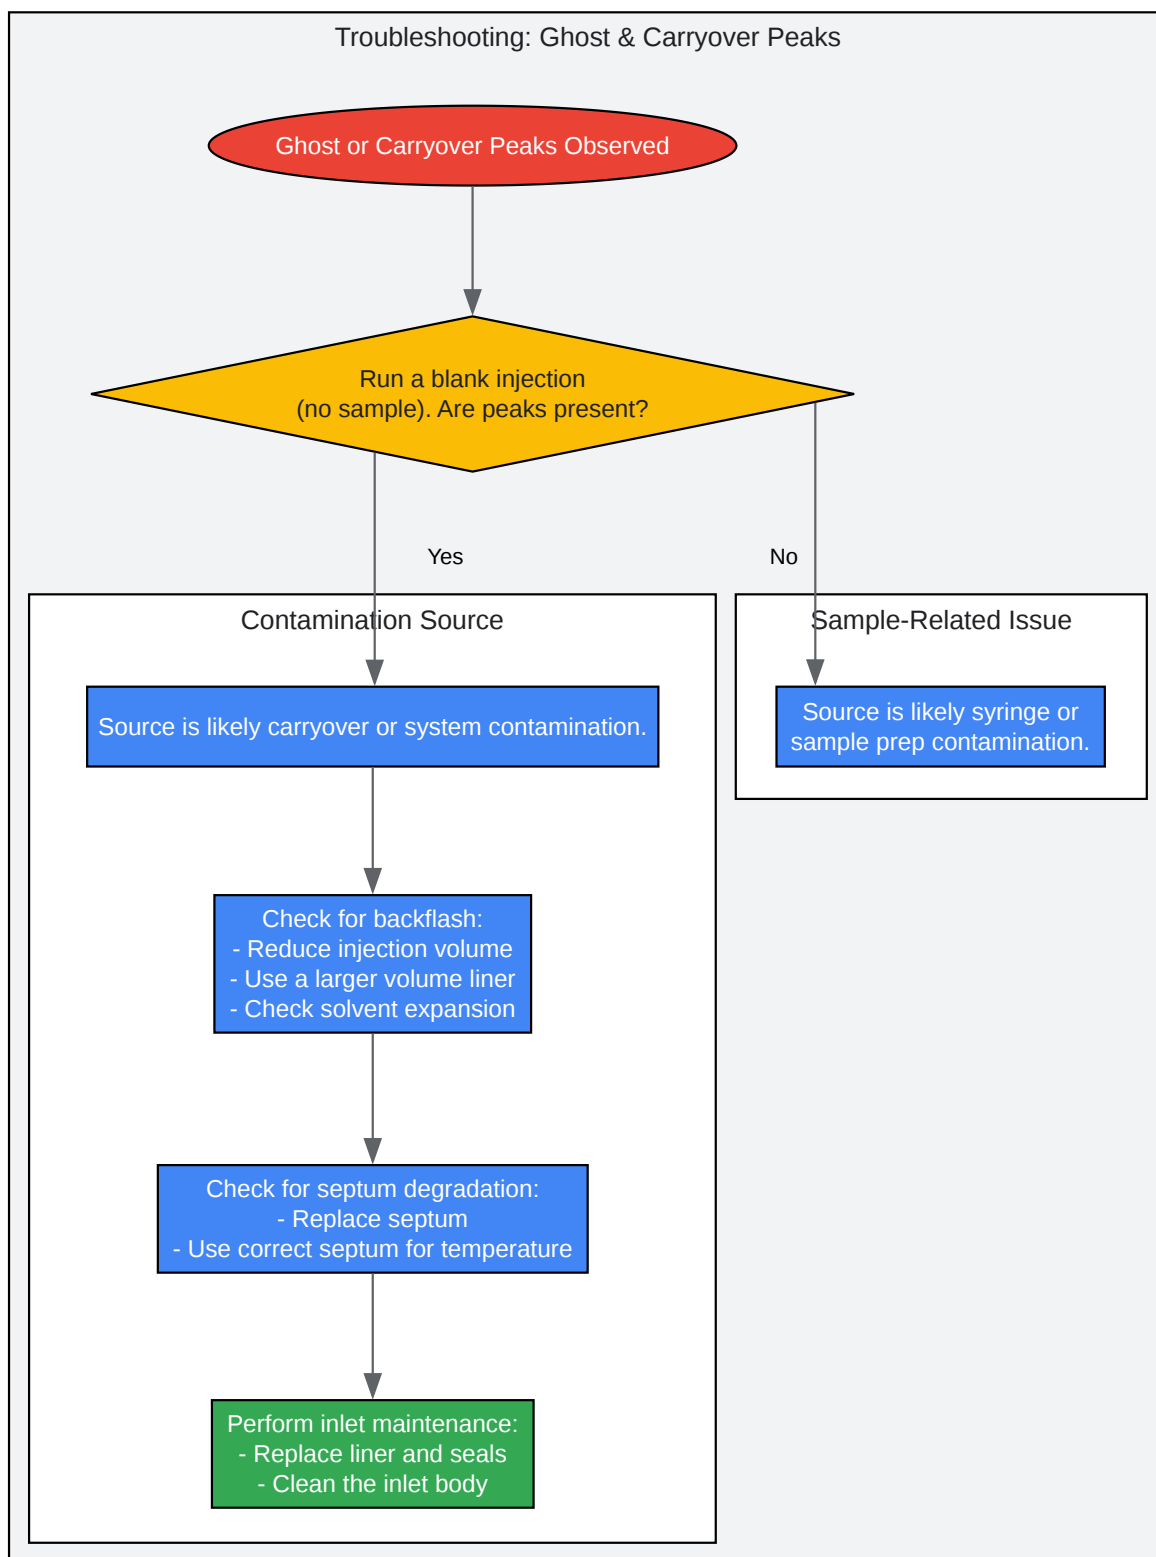 Troubleshooting: Ghost & Carryover Peaks
Ghost or Carryover Peaks Observed
Run a blank injection
(no sample). Are peaks present?
Yes
No
Contamination Source
Source is likely carryover or system contamination.
Check for backflash:
- Reduce injection volume
- Use a larger volume liner
- Check solvent expansion
Check for septum degradation:
- Replace septum
- Use correct septum for temperature
Perform inlet maintenance:
- Replace liner and seals
- Clean the inlet body
Sample-Related Issue
Source is likely syringe or
sample prep contamination.